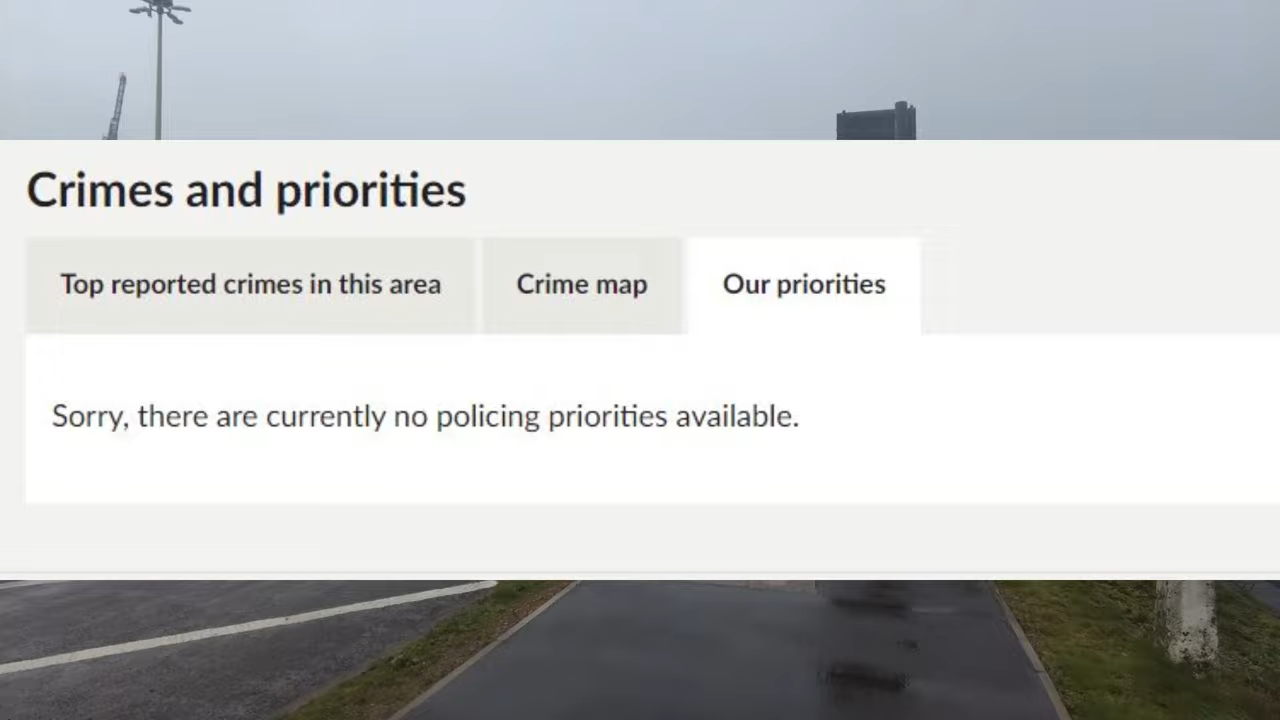 Crimes and priorities
Top reported crimes in this area
Crime map
Our priorities
Sorry, there are currently no policing priorities available.